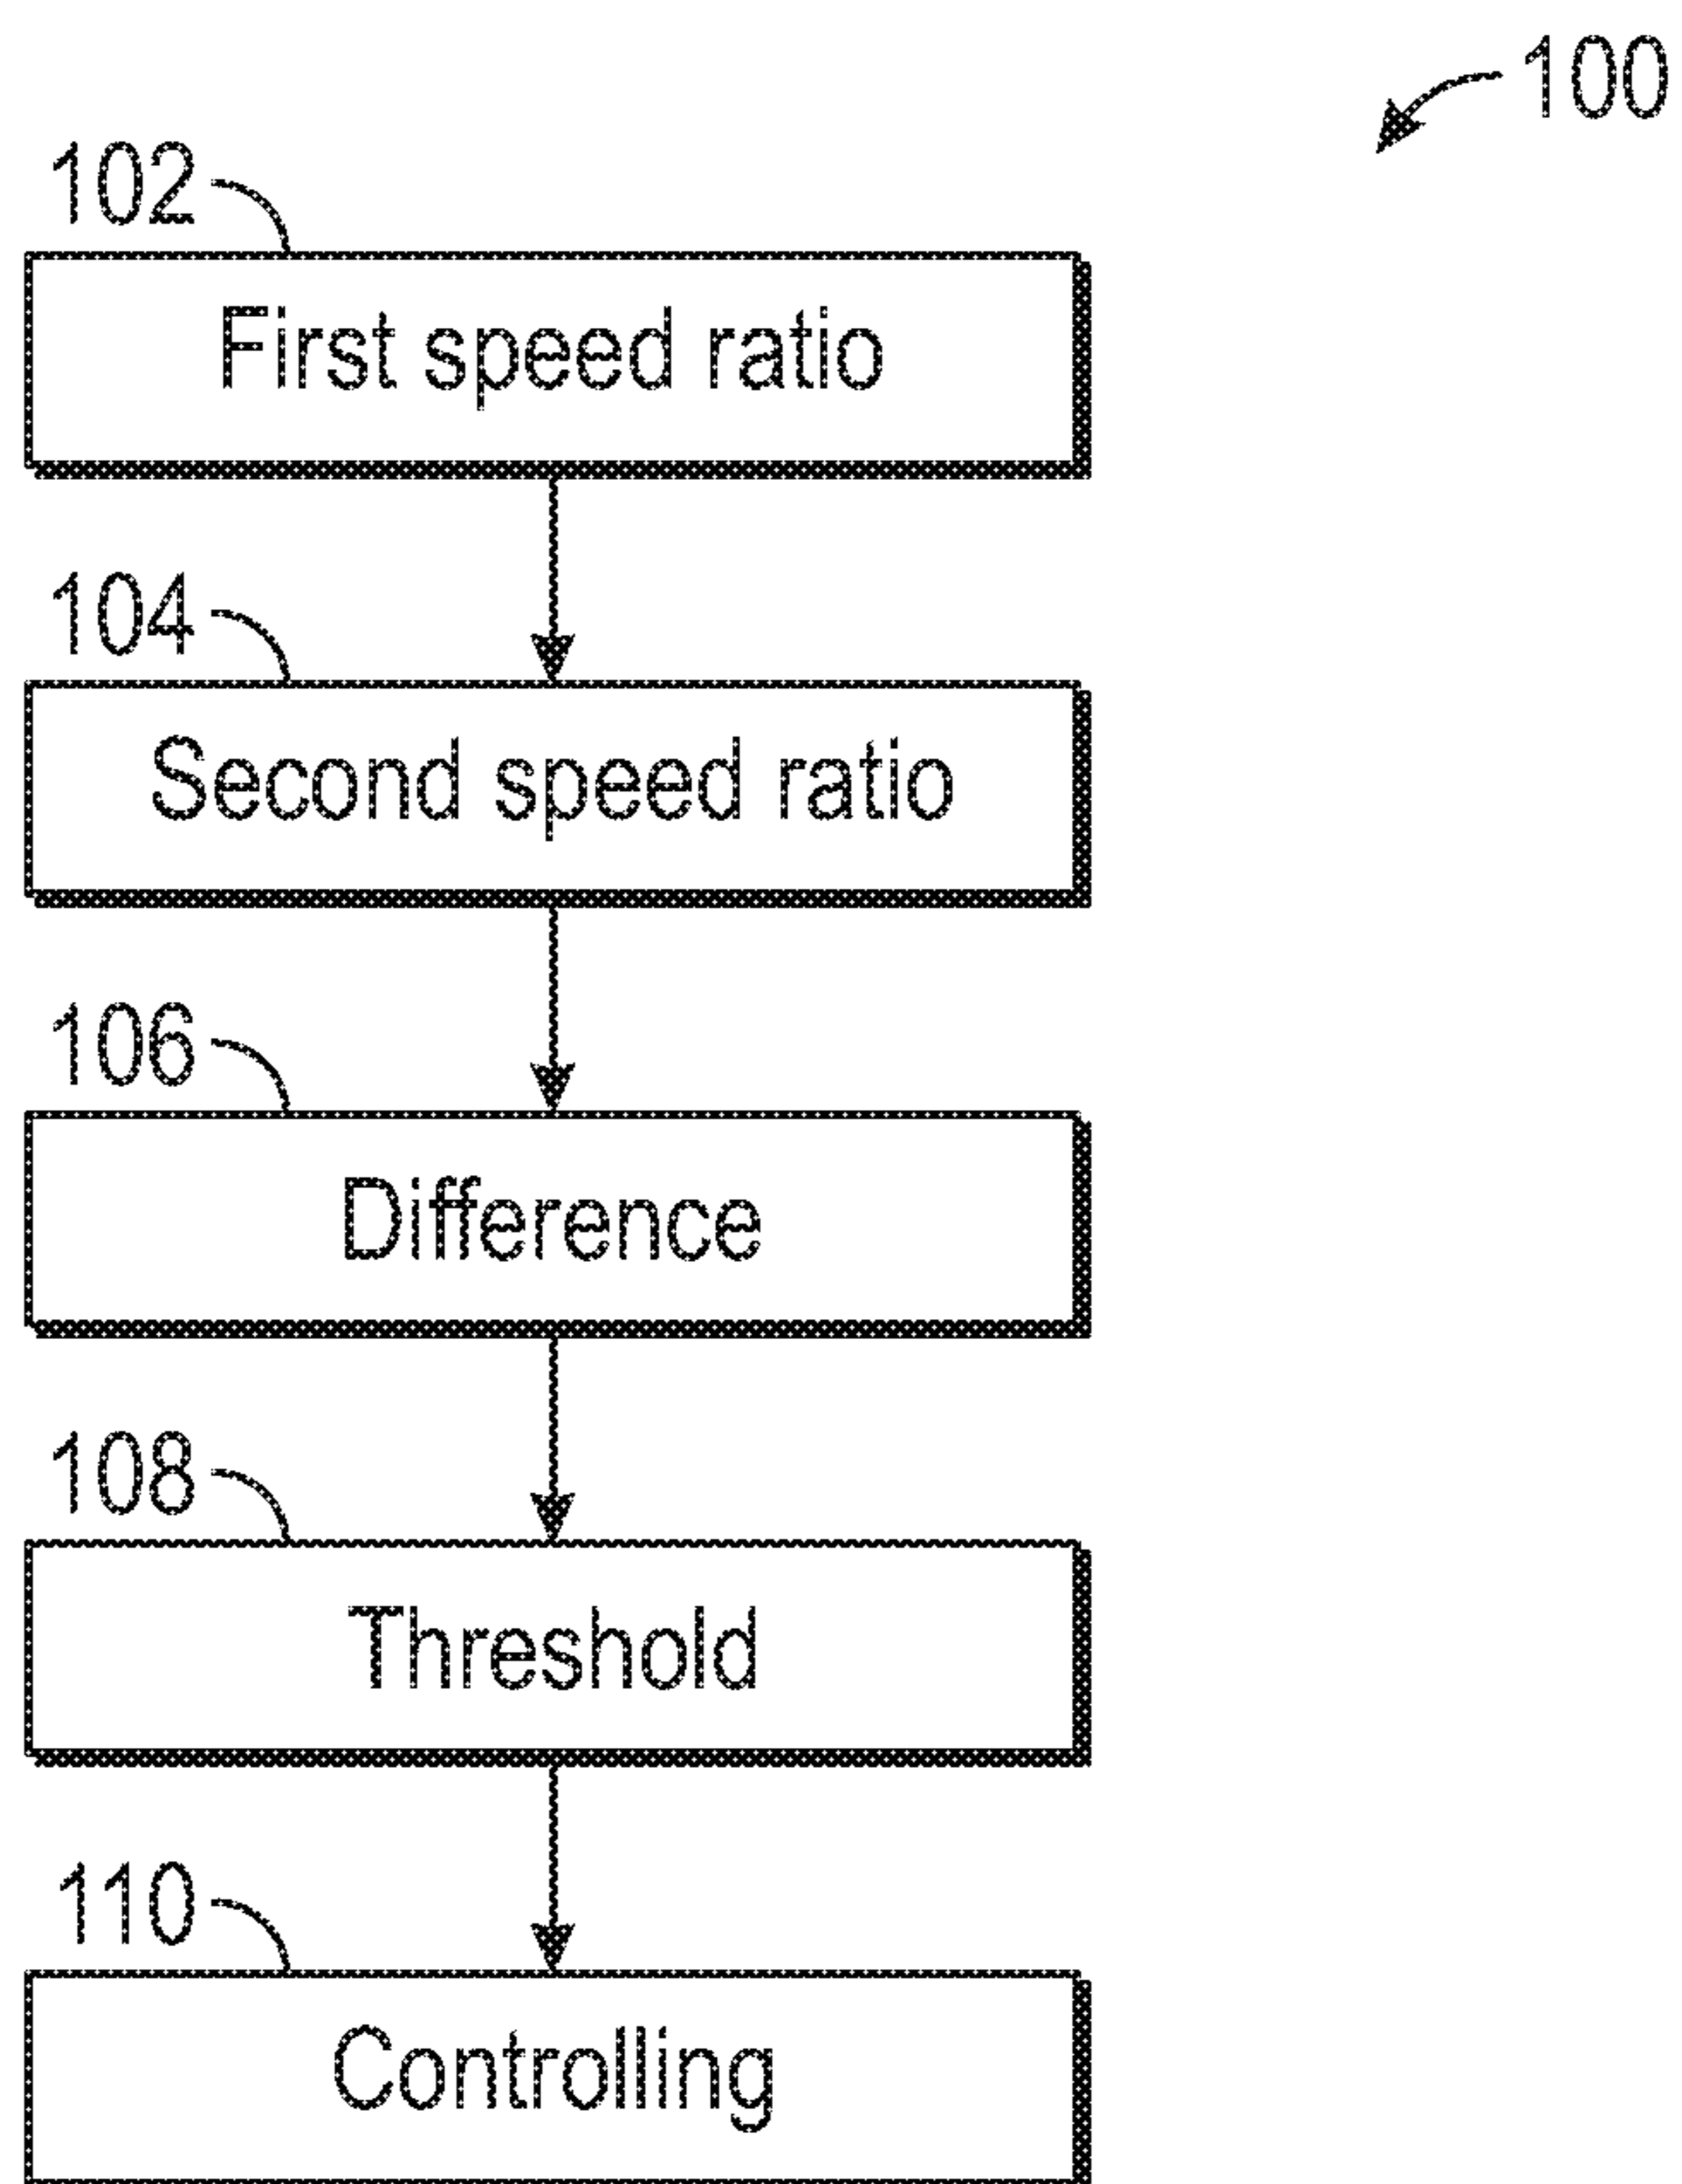 100
102
First speed ratio
104
Second speed ratio
106
Difference
108
Threshold
110
Controlling